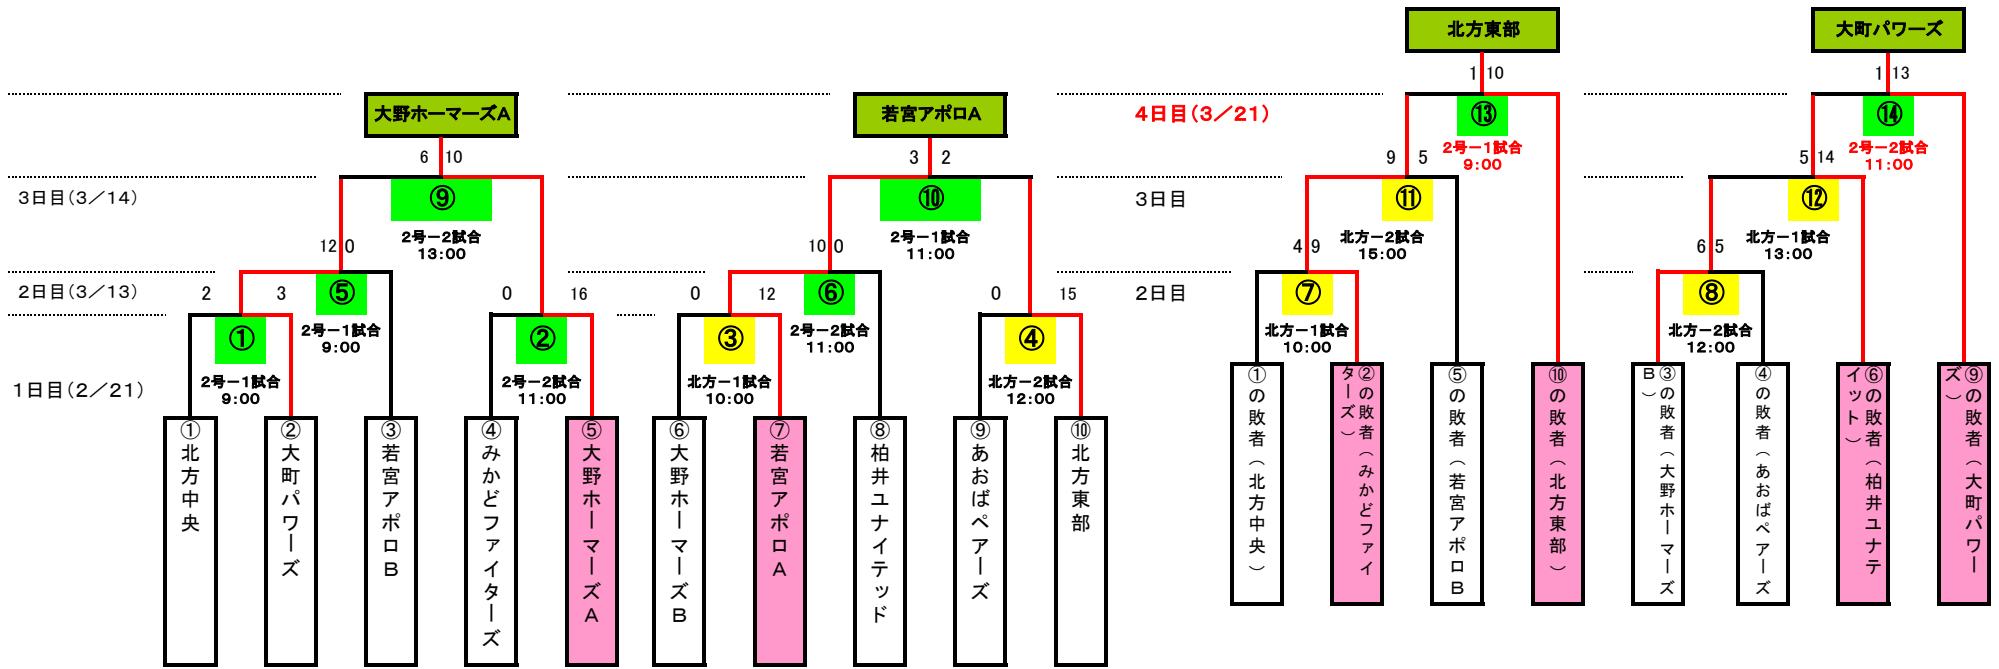 北方東部
大町パワーズ
1 10
1 13
大野ホーマーズA
若宮アポロA
4日目(3/21)
⑬
⑭
2号-1試合
9:00
2号-2試合
11:00
6 10
3 2
9 5
5 14
3日目(3/14)
⑨
⑩
3日目
⑪
⑫
2号-2試合
13:00
2号-1試合
11:00
北方-2試合
15:00
北方-1試合
13:00
12 0
10 0
4 9
6 5
2日目(3/13)
2 3
⑤
0 16
0 12
⑥
0 15
2日目
⑦
⑧
2号-1試合
9:00
2号-2試合
11:00
北方-1試合
10:00
北方-2試合
12:00
①
②
③
④
1日目(2/21)
2号-1試合
9:00
2号-2試合
11:00
北方-1試合
10:00
北方-2試合
12:00
①北方中央
②大町パワーズ
③若宮アポロB
④みかどファイターズ
⑤大野ホーマーズA
⑥大野ホーマーズB
⑦若宮アポロA
⑧柏井ユナイテッド
⑨あおばペアーズ
⑩北方東部
①の敗者(北方中央)
②の敗者(みかどファイ
ターズ)
⑤の敗者(若宮アポロB
⑩の敗者(北方東部)
③の敗者(大野ホーマーズ
B)
④の敗者(あおばペアーズ
⑥の敗者(柏井ユナテ
イット)
⑨の敗者(大町パワー
ズ)